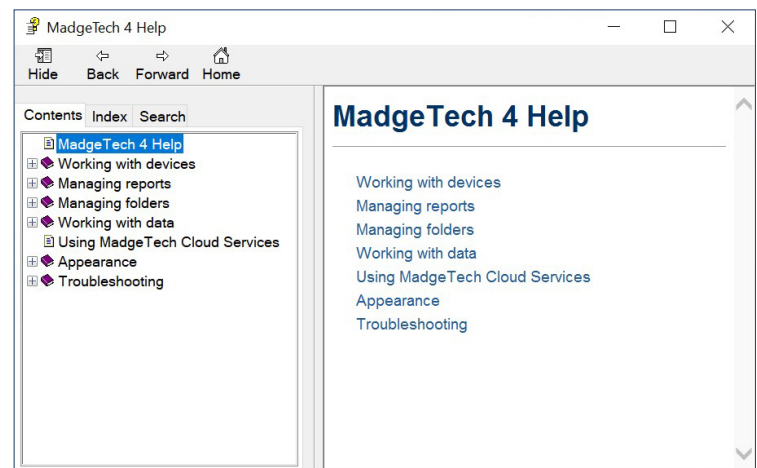 MadgeTech 4 Help
Hide Back Forward Home
Contents Index Search
MadgeTech 4 Help
Working with devices
Managing reports
Managing folders
Working with data
Using MadgeTech Cloud Services
Appearance
Troubleshooting
MadgeTech 4 Help
Working with devices
Managing reports
Managing folders
Working with data
Using MadgeTech Cloud Services
Appearance
Troubleshooting